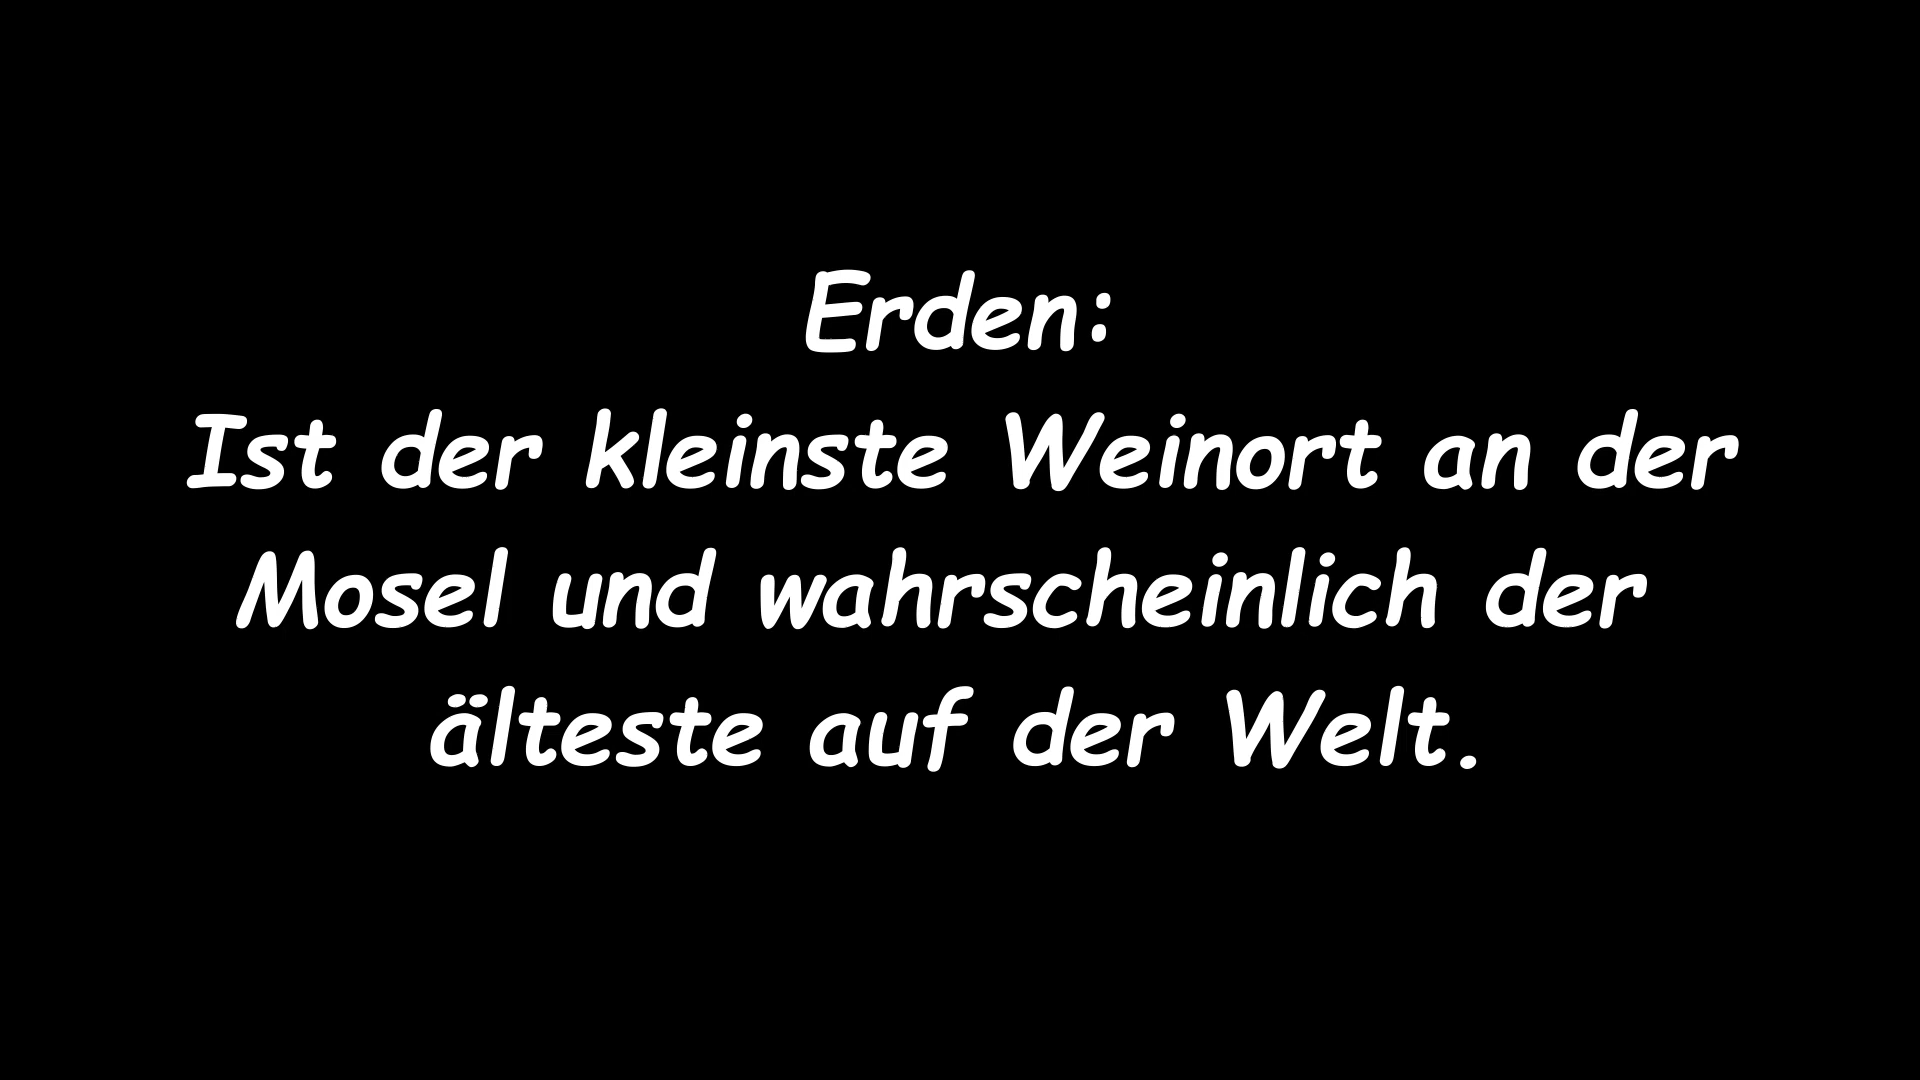 Erden:
Ist der kleinste Weinort an der
Mosel und wahrscheinlich der
älteste auf der Welt.